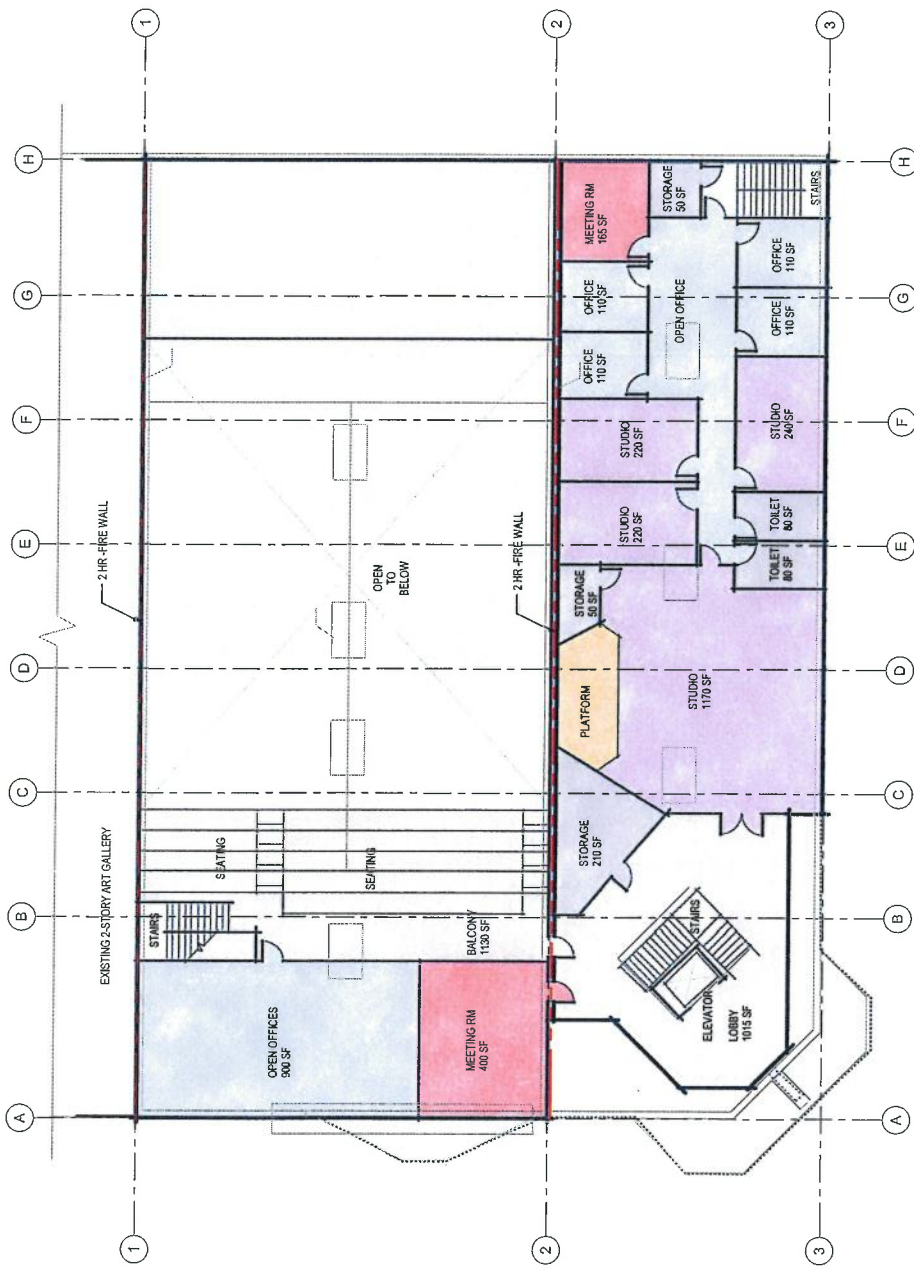 1
2
3
H
H
G
G
F
F
E
E
D
D
C
C
B
B
A
A
1
2
3
EXISTING 2-STORY ART GALLERY
2 HR -FIRE WALL
2 HR -FIRE WALL
OPEN
TO
BELOW
SEATING
SEATING
STAIRS
BALCONY
1130 SF
OPEN OFFICES
900 SF
MEETING RM
400 SF
MEETING RM
165 SF
STORAGE
50 SF
STAIRS
OFFICE
110 SF
OFFICE
110 SF
OPEN OFFICE
OFFICE
110 SF
OFFICE
110 SF
STUDIO
220 SF
STUDIO
240 SF
STUDIO
220 SF
TOILET
80 SF
TOILET
80 SF
STORAGE
50 SF
PLATFORM
STUDIO
1170 SF
STORAGE
210 SF
STAIRS
ELEVATOR
LOBBY
1015 SF